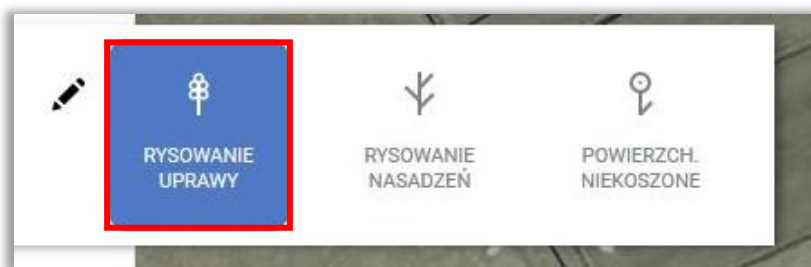 RYSOWANIE
UPRAWY
RYSOWANIE
NASADZEŃ
POWIERZCH.
NIEKOSZONE